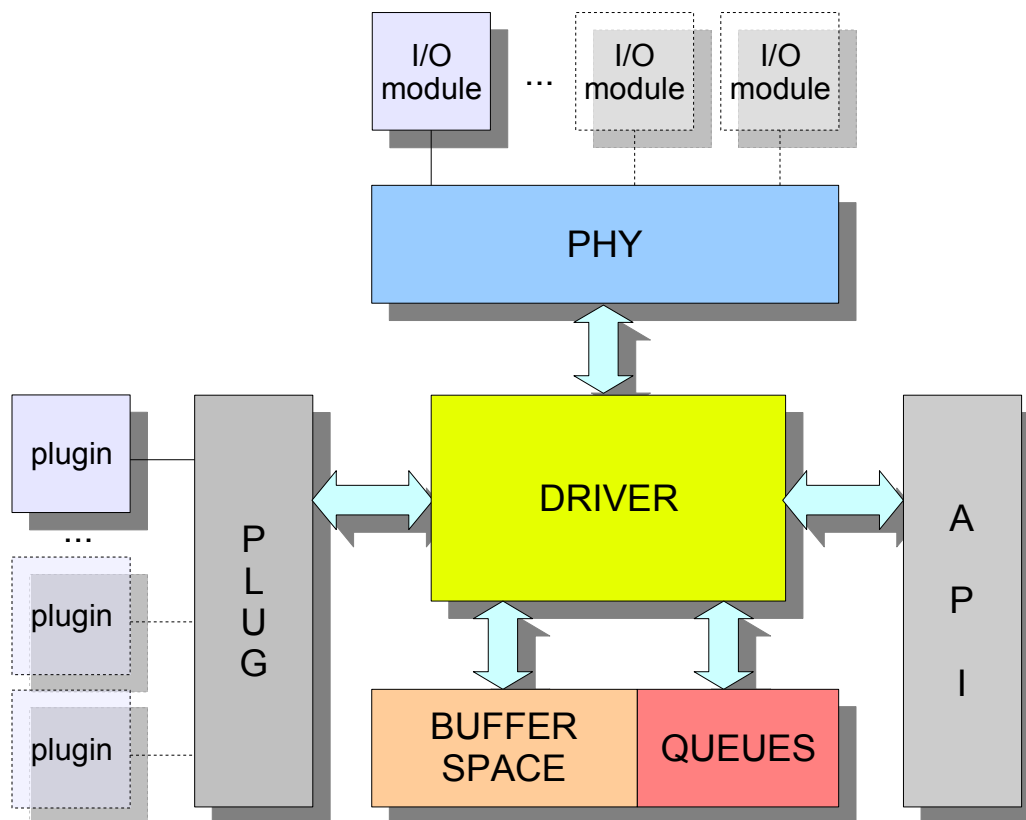 I/O
module
...
I/O
module
I/O
module
PHY
plugin
...
plugin
plugin
P
L
U
G
DRIVER
A
P
I
BUFFER
SPACE
QUEUES